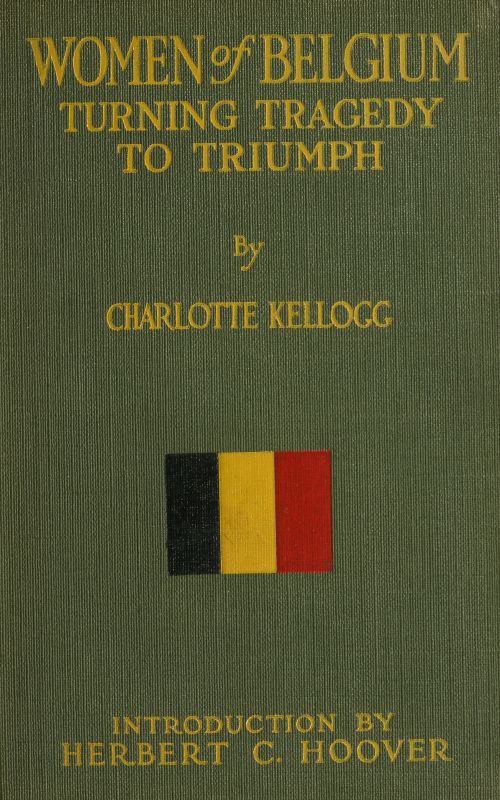 WOMEN of BELGIUM
TURNING TRAGEDY
TO TRIUMPH
By
CHARLOTTE KELLOGG
INTRODUCTION BY
HERBERT C. HOOVER